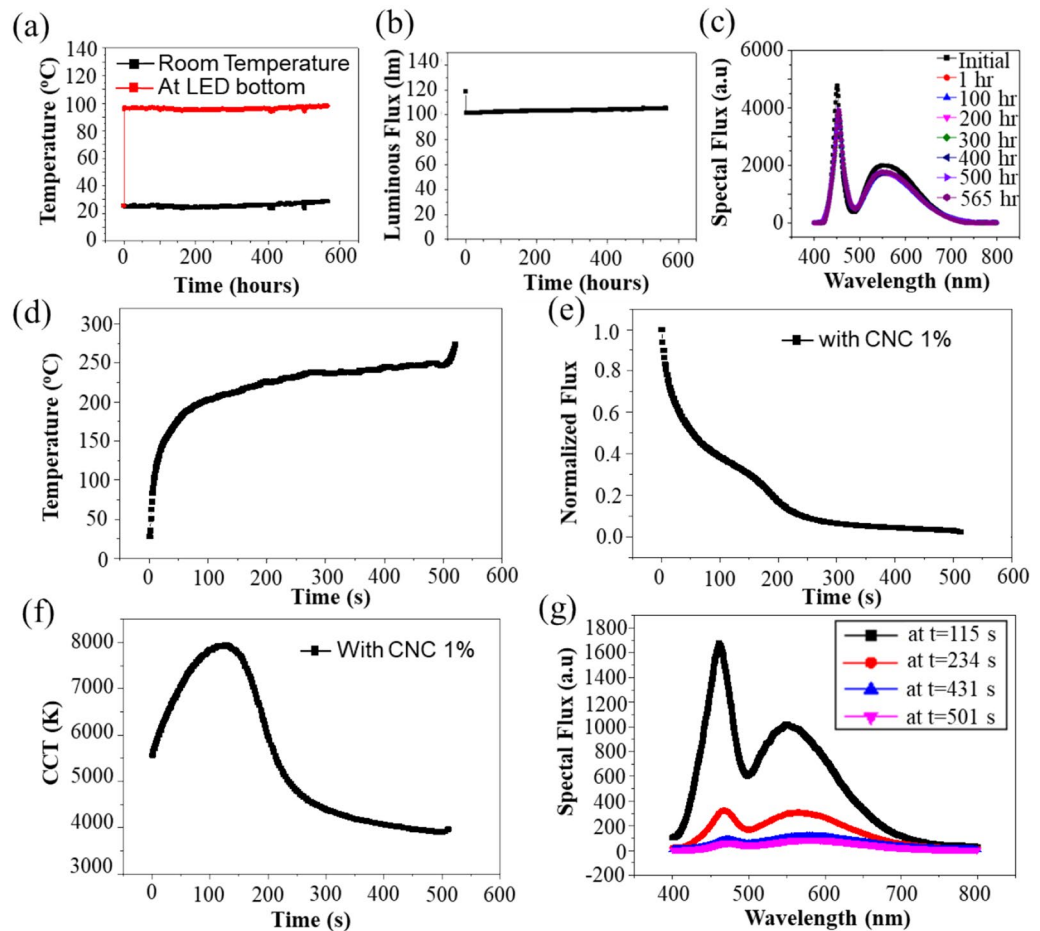 (a)
140
120
100
80
60
40
20
0
Temperature (ºC)
Room Temperature
At LED bottom
0
200
400
600
Time (hours)
(b)
140
120
100
80
60
40
20
0
Luminous Flux (lm)
0
200
400
600
Time (hours)
(c)
6000
4000
2000
0
Spectal Flux (a.u)
Initial
1 hr
100 hr
200 hr
300 hr
400 hr
500 hr
565 hr
400 500 600 700 800
Wavelength (nm)
(d)
300
250
200
150
100
50
0
Temperature (ºC)
0 100 200 300 400 500 600
Time (s)
(e)
1.0
0.8
0.6
0.4
0.2
0.0
Normalized Flux
with CNC 1%
0 100 200 300 400 500 600
Time (s)
(f)
8000
7000
6000
5000
4000
3000
CCT (K)
With CNC 1%
0 100 200 300 400 500 600
Time (s)
(g)
1800
1600
1400
1200
1000
800
600
400
200
0
-200
Spectal Flux (a.u)
at t=115 s
at t=234 s
at t=431 s
at t=501 s
400 500 600 700 800
Wavelength (nm)